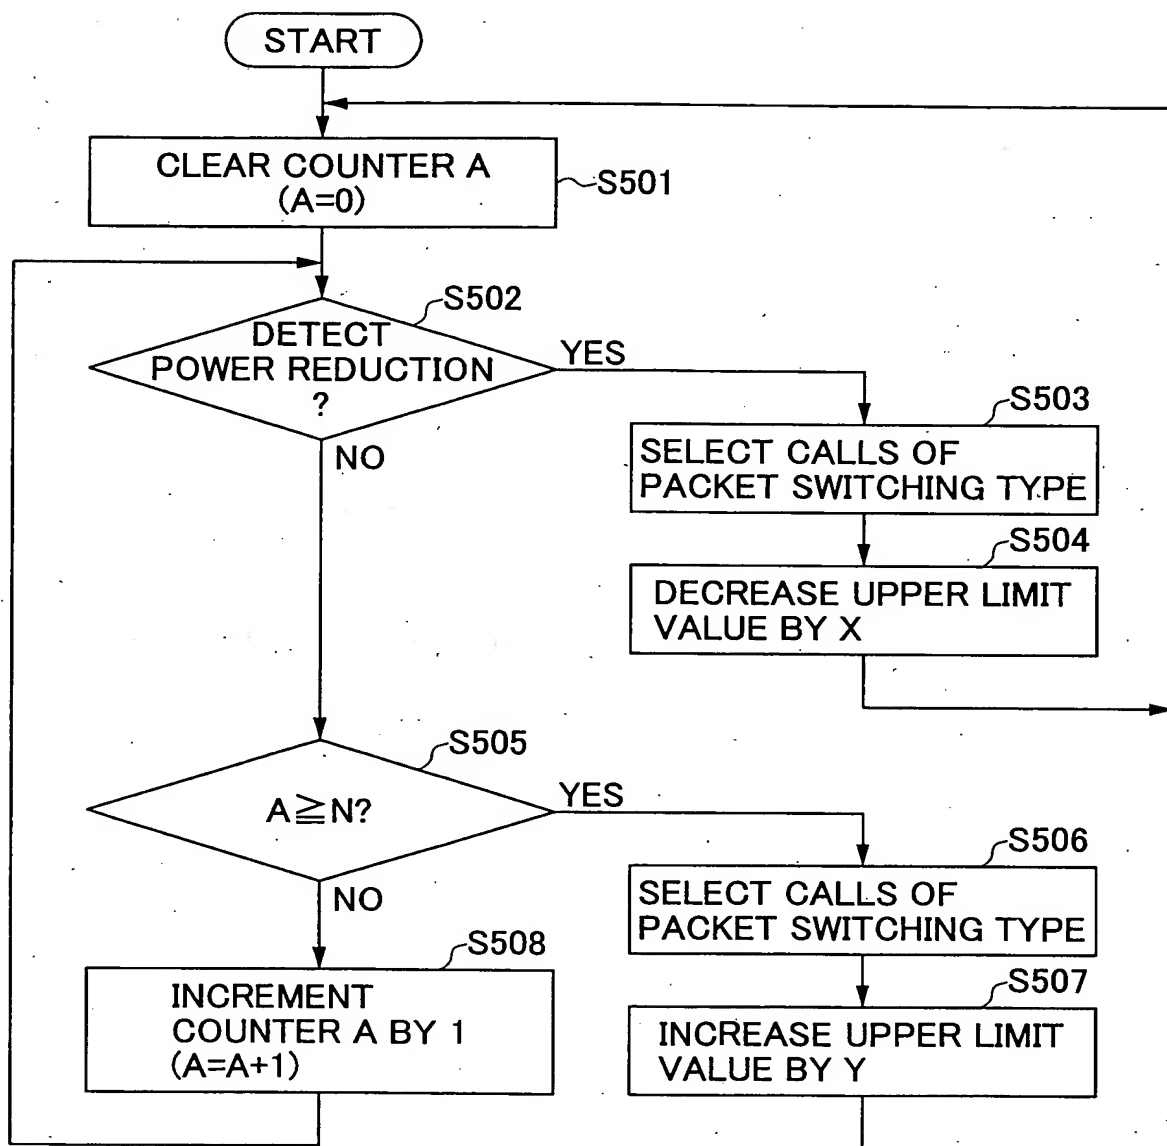 START
CLEAR COUNTER A
(A=0)
S501
S502
DETECT
POWER REDUCTION
?
YES
NO
S503
SELECT CALLS OF
PACKET SWITCHING TYPE
S504
DECREASE UPPER LIMIT
VALUE BY X
S505
A≧N?
YES
NO
S506
SELECT CALLS OF
PACKET SWITCHING TYPE
S508
INCREMENT
COUNTER A BY 1
(A=A+1)
S507
INCREASE UPPER LIMIT
VALUE BY Y